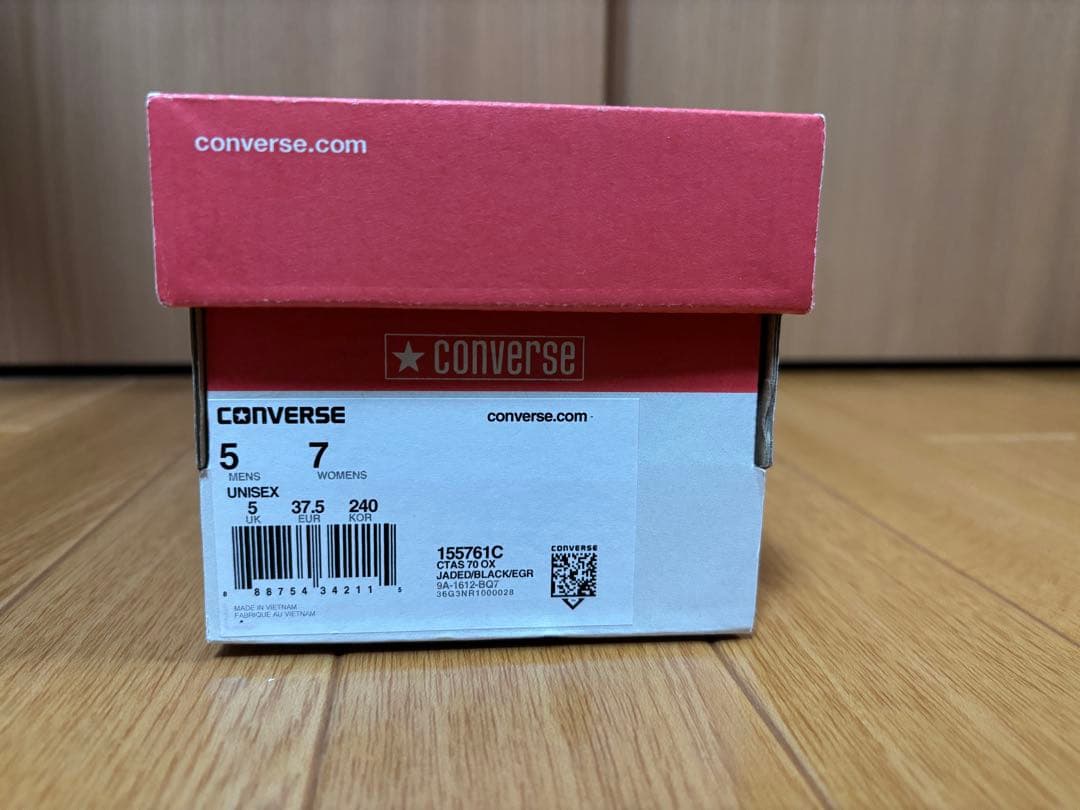 converse.com
★ converse
CONVERSE
converse.com
5 7
MENS WOMENS
UNISEX
5 37.5 240
UK EUR KOR
8 88754 34211 5
155761C
CTAS 70 OX
JADED/BLACK/EGR
9A-1612-BQ7
36G3NR1000028
CONVERSE
MADE IN VIETNAM
FABRIQUE AU VIETNAM